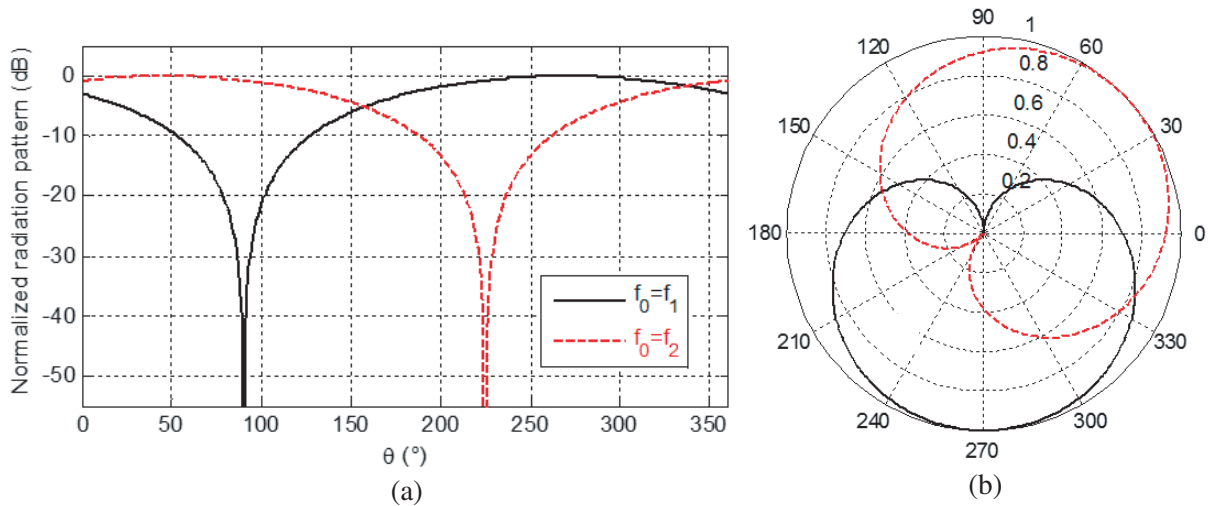 Normalized radiation pattern (dB)
0
-10
-20
-30
-40
-50
0 50 100 150 200 250 300 350
θ (°)
f0=f1
f0=f2
(a)
90 1
120 60
0.8
0.6
150 30
0.4
0.2
180 0
210 330
240 300
270
(b)